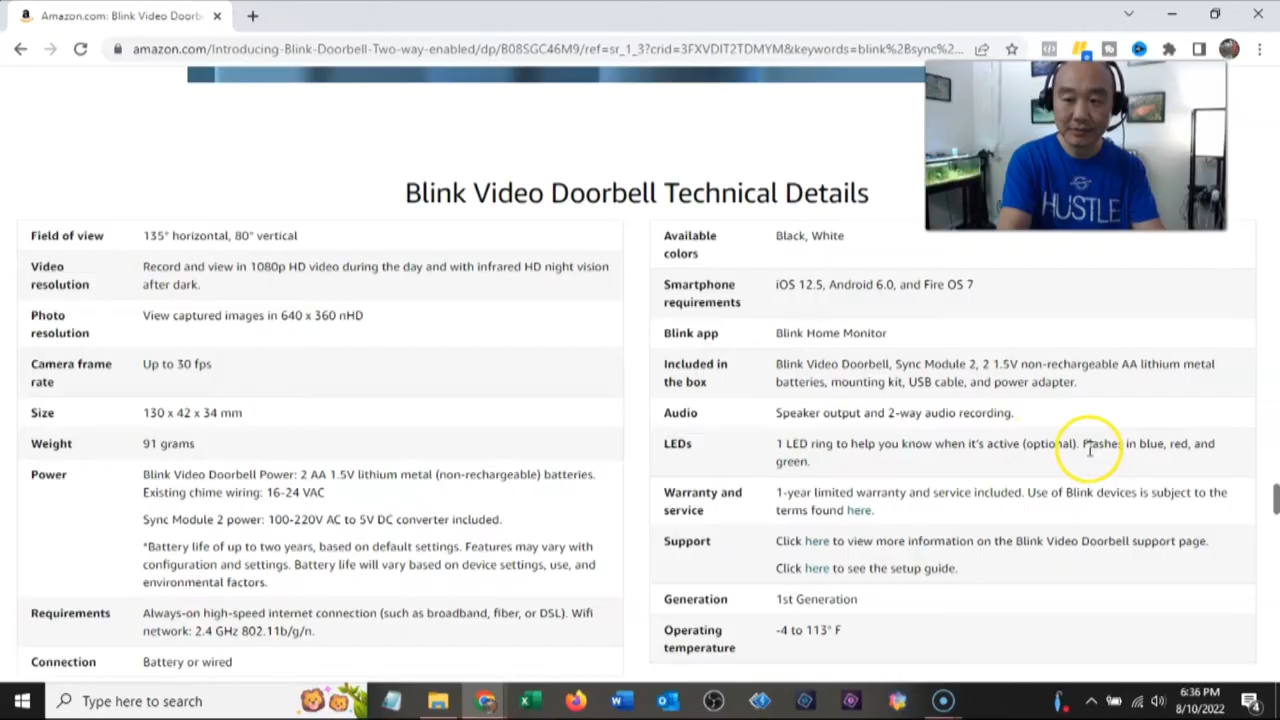 Amazon.com: Blink Video Doorb
amazon.com/Introducing-Blink-Doorbell-Two-way-enabled/dp/B08SGC46M9/ref=sr_1_3?crid=3FXVDIT2TDMYM&keywords=blink%2Bsync%2...
HUSTLE
Blink Video Doorbell Technical Details
Field of view 135° horizontal, 80° vertical
Video resolution Record and view in 1080p HD video during the day and with infrared HD night vision
after dark.
Photo resolution View captured images in 640 x 360 nHD
Camera frame rate Up to 30 fps
Size 130 x 42 x 34 mm
Weight 91 grams
Power Blink Video Doorbell Power: 2 AA 1.5V lithium metal (non-rechargeable) batteries.
Existing chime wiring: 16-24 VAC
Sync Module 2 power: 100-220V AC to 5V DC converter included.
*Battery life of up to two years, based on default settings. Features may vary with
configuration and settings. Battery life will vary based on device settings, use, and
environmental factors.
Requirements Always-on high-speed internet connection (such as broadband, fiber, or DSL). Wifi
network: 2.4 GHz 802.11b/g/n.
Connection Battery or wired
Available colors Black, White
Smartphone requirements iOS 12.5, Android 6.0, and Fire OS 7
Blink app Blink Home Monitor
Included in the box Blink Video Doorbell, Sync Module 2, 2 1.5V non-rechargeable AA lithium metal
batteries, mounting kit, USB cable, and power adapter.
Audio Speaker output and 2-way audio recording.
LEDs 1 LED ring to help you know when it's active (optional). Flashes in blue, red, and
green.
Warranty and service 1-year limited warranty and service included. Use of Blink devices is subject to the
terms found here.
Support Click here to view more information on the Blink Video Doorbell support page.
Click here to see the setup guide.
Generation 1st Generation
Operating temperature -4 to 113° F
Type here to search
6:36 PM
8/10/2022
4